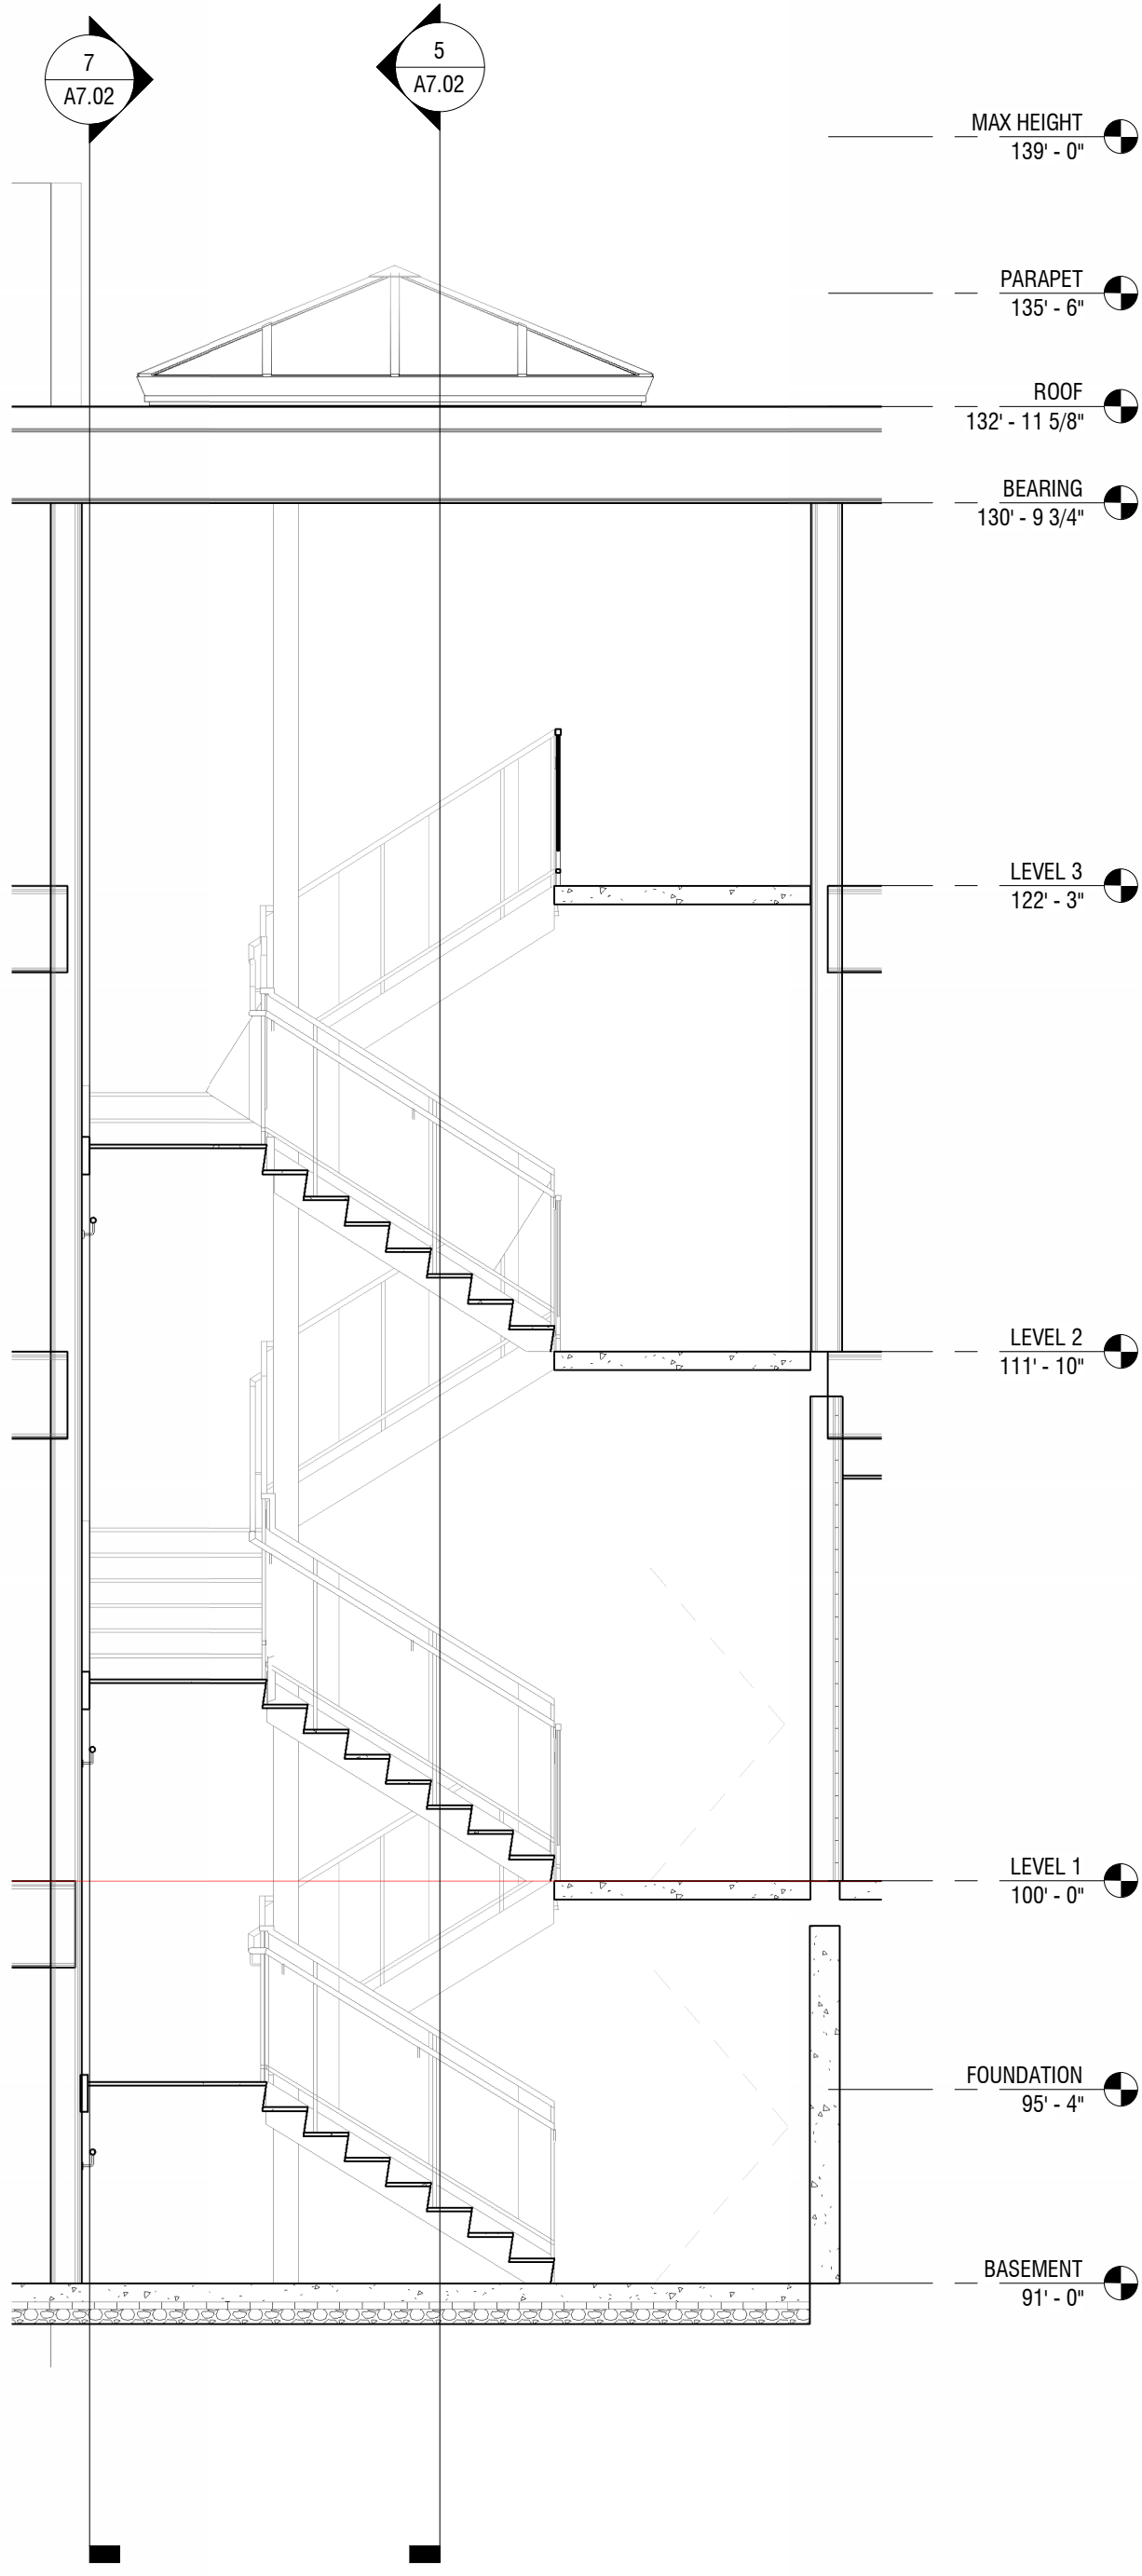 7
A7.02
5
A7.02
MAX HEIGHT
139' - 0"
PARAPET
135' - 6"
ROOF
132' - 11 5/8"
BEARING
130' - 9 3/4"
LEVEL 3
122' - 3"
LEVEL 2
111' - 10"
LEVEL 1
100' - 0"
FOUNDATION
95' - 4"
BASEMENT
91' - 0"